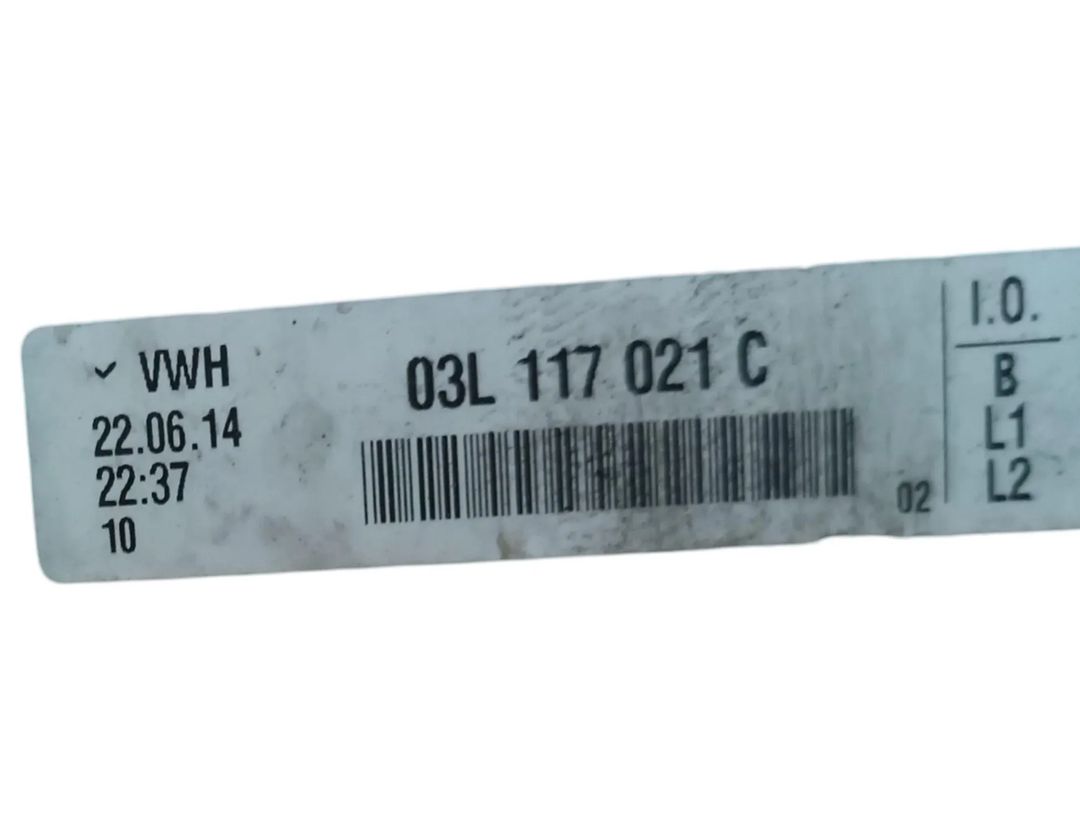 ✓ VWH
22.06.14
22:37
10
03L 117 021 C
02
I.O.
B
L1
L2